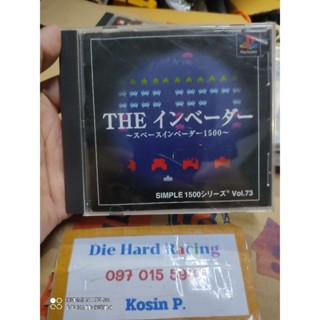 PlayStation
THE インベーダー
〜スペースインベーダー1500〜
SIMPLE 1500シリーズ® Vol.73
Die Hard Racing
097 015
Kosin P.